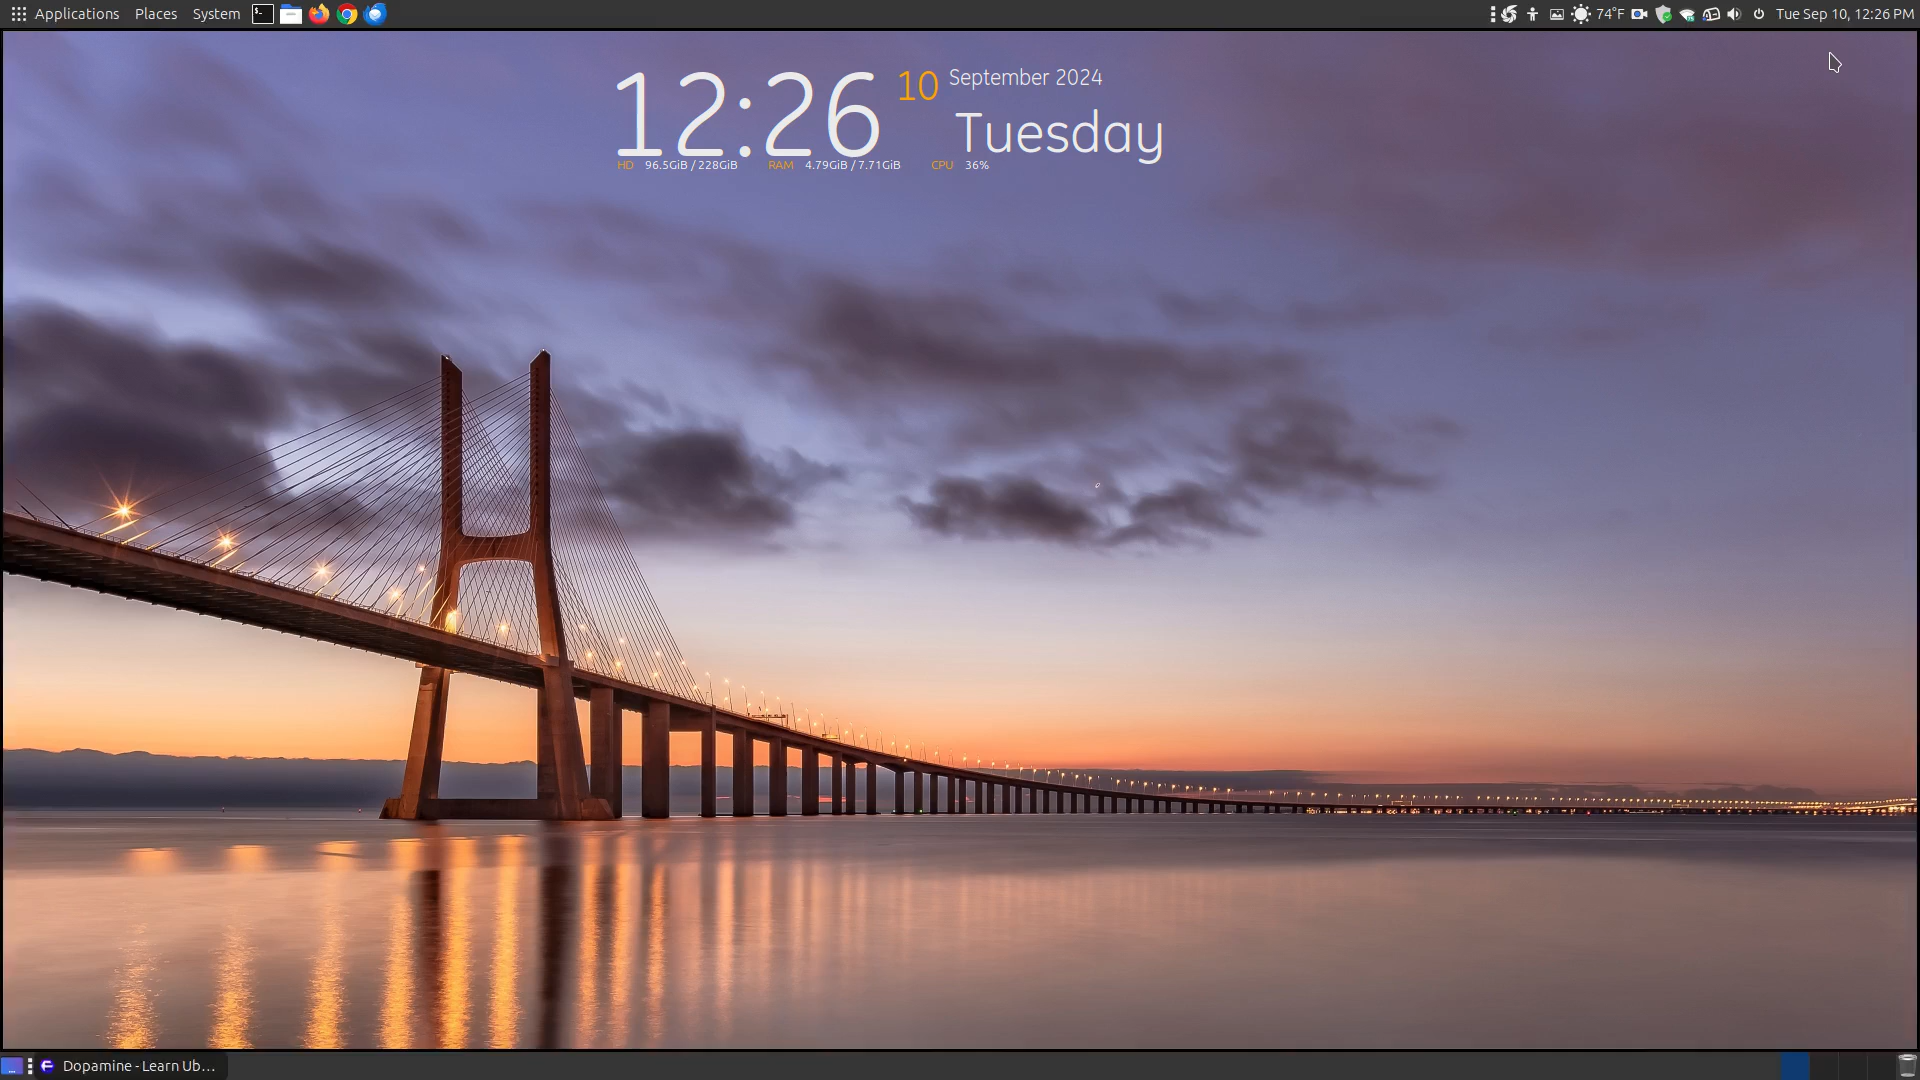 Applications Places System 74°F Tue Sep 10, 12:26 PM
12:26 10 September 2024
Tuesday
HD 96.5GiB / 228GiB RAM 4.79GiB / 7.71GiB CPU 36%
Dopamine - Learn Ub...